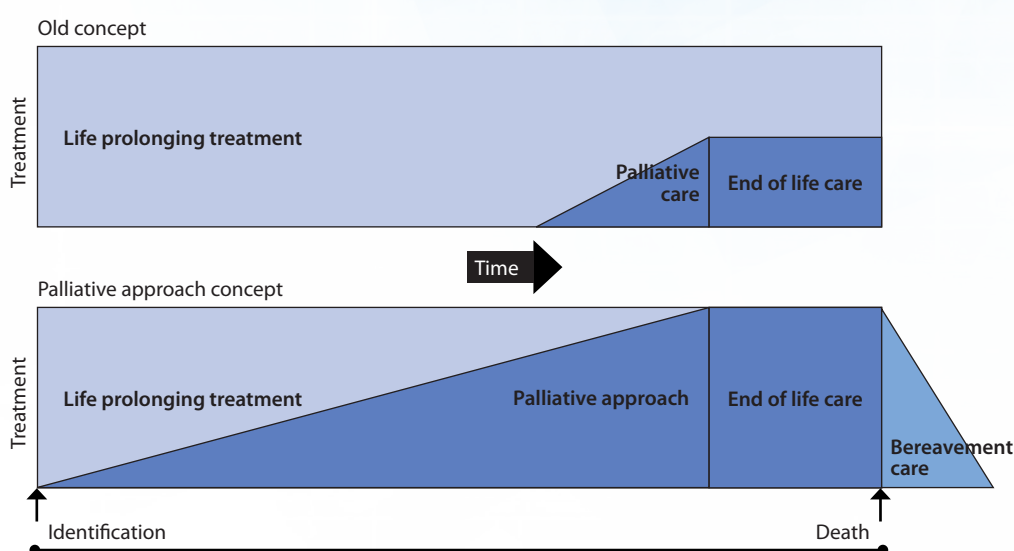 Old concept
Treatment
Life prolonging treatment
Palliative
care
End of life care
Time
Palliative approach concept
Treatment
Life prolonging treatment
Palliative approach
End of life care
Bereavement
care
Identification
Death